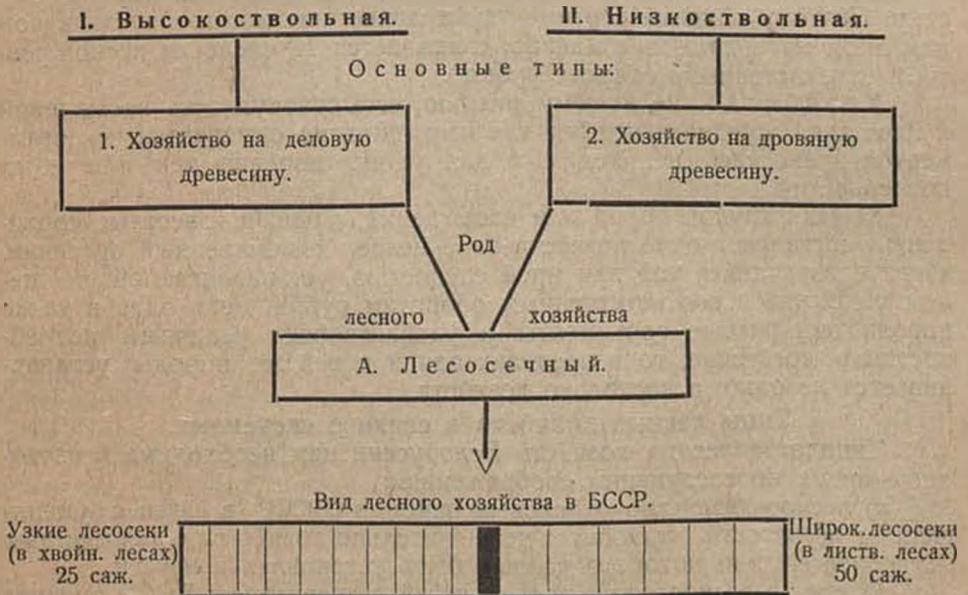 I. Высокоствольная.
II. Низкоствольная.
Основные типы:
1. Хозяйство на деловую
древесину.
2. Хозяйство на дровяную
древесину.
Род
лесного хозяйства
А. Лесосечный.
Вид лесного хозяйства в БССР.
Узкие лесосеки
(в хвойн. лесах)
25 саж.
Широк. лесосеки
(в листв. лесах)
50 саж.